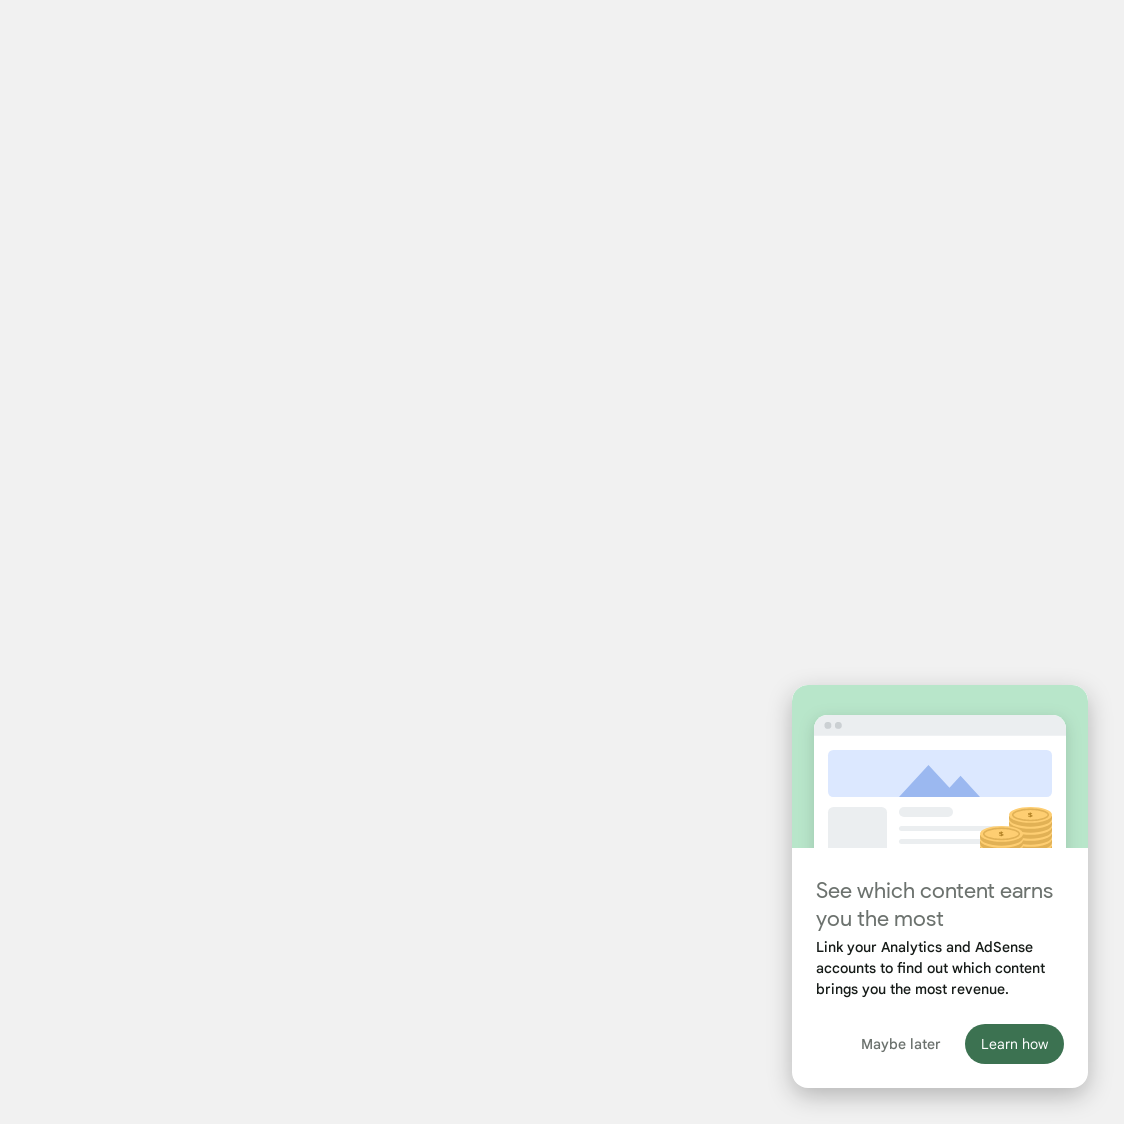 $
$
See which content earns
you the most
Link your Analytics and AdSense
accounts to find out which content
brings you the most revenue.
Maybe later
Learn how